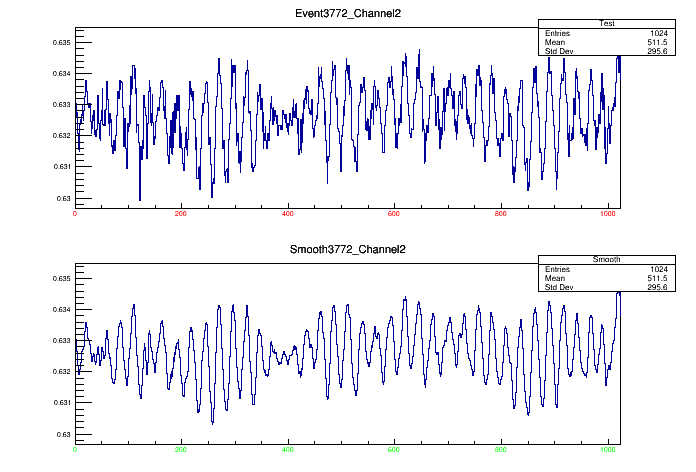 Event3772_Channel2
Test
Entries 1024
Mean 511.5
Std Dev 295.6
0.635
0.634
0.633
0.632
0.631
0.63
0 200 400 600 800 1000
Smooth3772_Channel2
Smooth
Entries 1024
Mean 511.5
Std Dev 295.6
0.635
0.634
0.633
0.632
0.631
0.63
0 200 400 600 800 1000